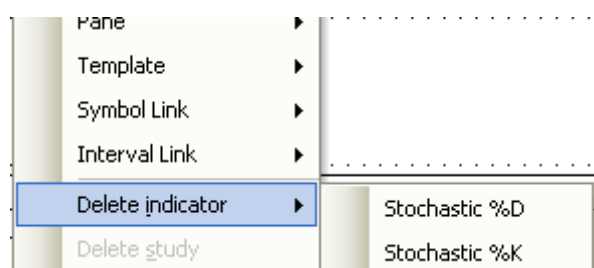 Pane
Template
Symbol Link
Interval Link
Delete indicator
Stochastic %D
Delete study
Stochastic %K